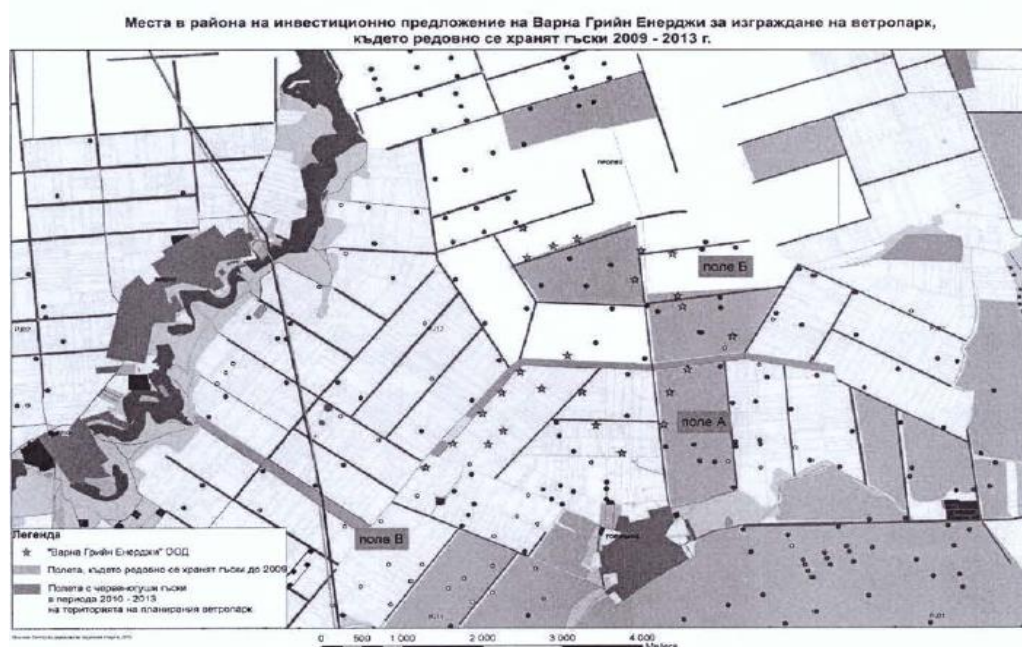 Места в района на инвестиционно предложение на Варна Грийн Енерджи за изграждане на ветропарк,
където редовно се хранят гъски 2009 - 2013 г.
поле Б
поле А
поле В
Легенда
"Варна Грийн Енерджи" ООД
Полета, където редовно се хранят гъски до 2009
Полета с червеногуши гъски
в периода 2010 - 2013
на територията на планирания ветропарк
0 500 1 000 2 000 3 000 4 000